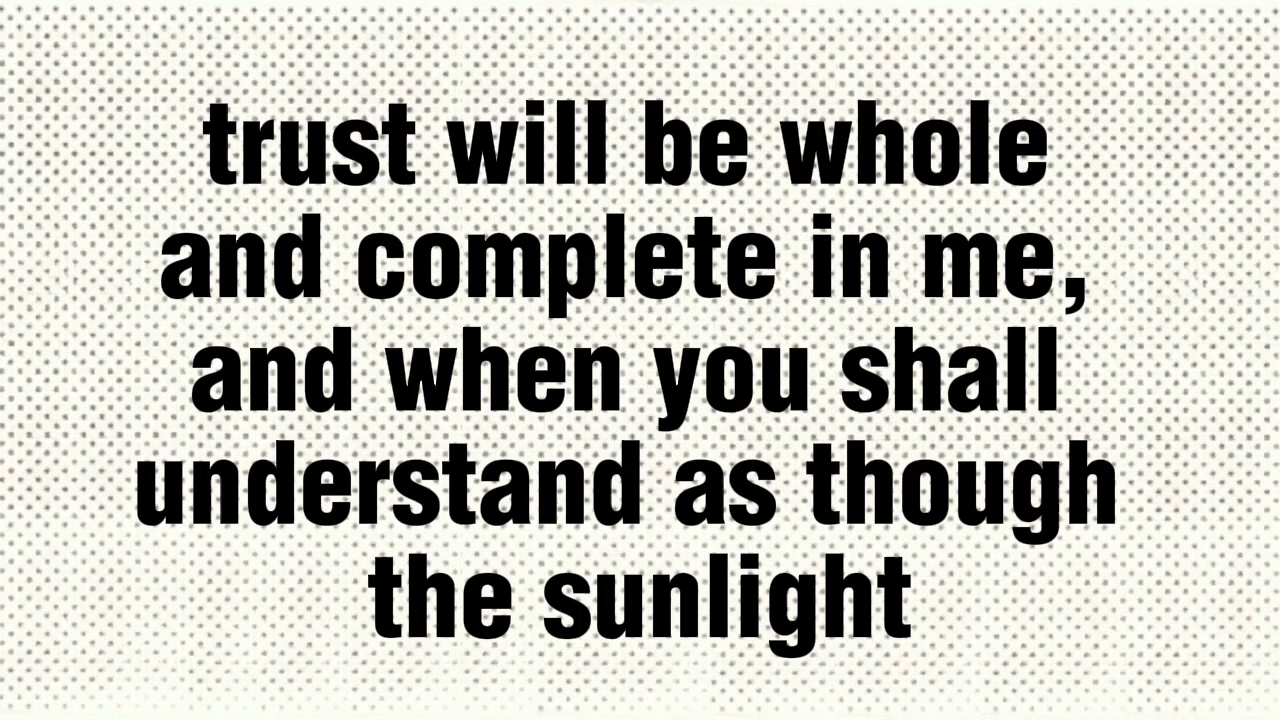 trust will be whole
and complete in me,
and when you shall
understand as though
the sunlight